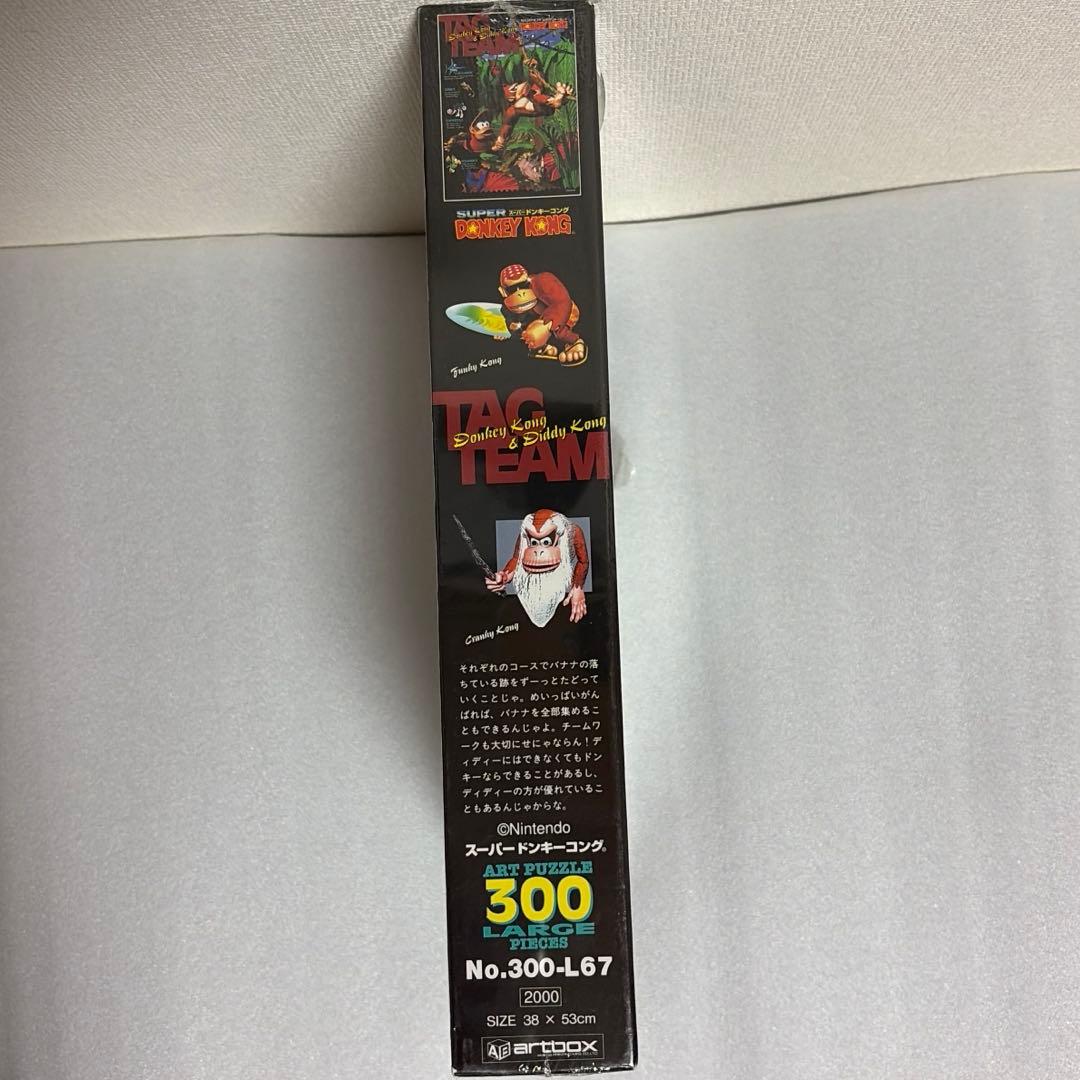 TAG
Donkey Kong
& Diddy Kong
TEAM
DONKEY KONG
SUPER スーパードンキーコング
DONKEY KONG®
Funky Kong
TAG
Donkey Kong
& Diddy Kong
TEAM
Cranky Kong
それぞれのコースでバナナの落
ちている跡をずーっとたどって
いくことじゃ。めいっぱいがん
ばれば、バナナを全部集めるこ
ともできるんじゃよ。チームワ
ークも大切にせにゃならん!デ
ィディーにはできなくてもドン
キーならできることがあるし、
ディディーの方が優れているこ
ともあるんじゃからな。
©Nintendo
スーパードンキーコング®
ART PUZZLE
300
LARGE
PIECES
No.300-L67
2000
SIZE 38 × 53cm
artbox